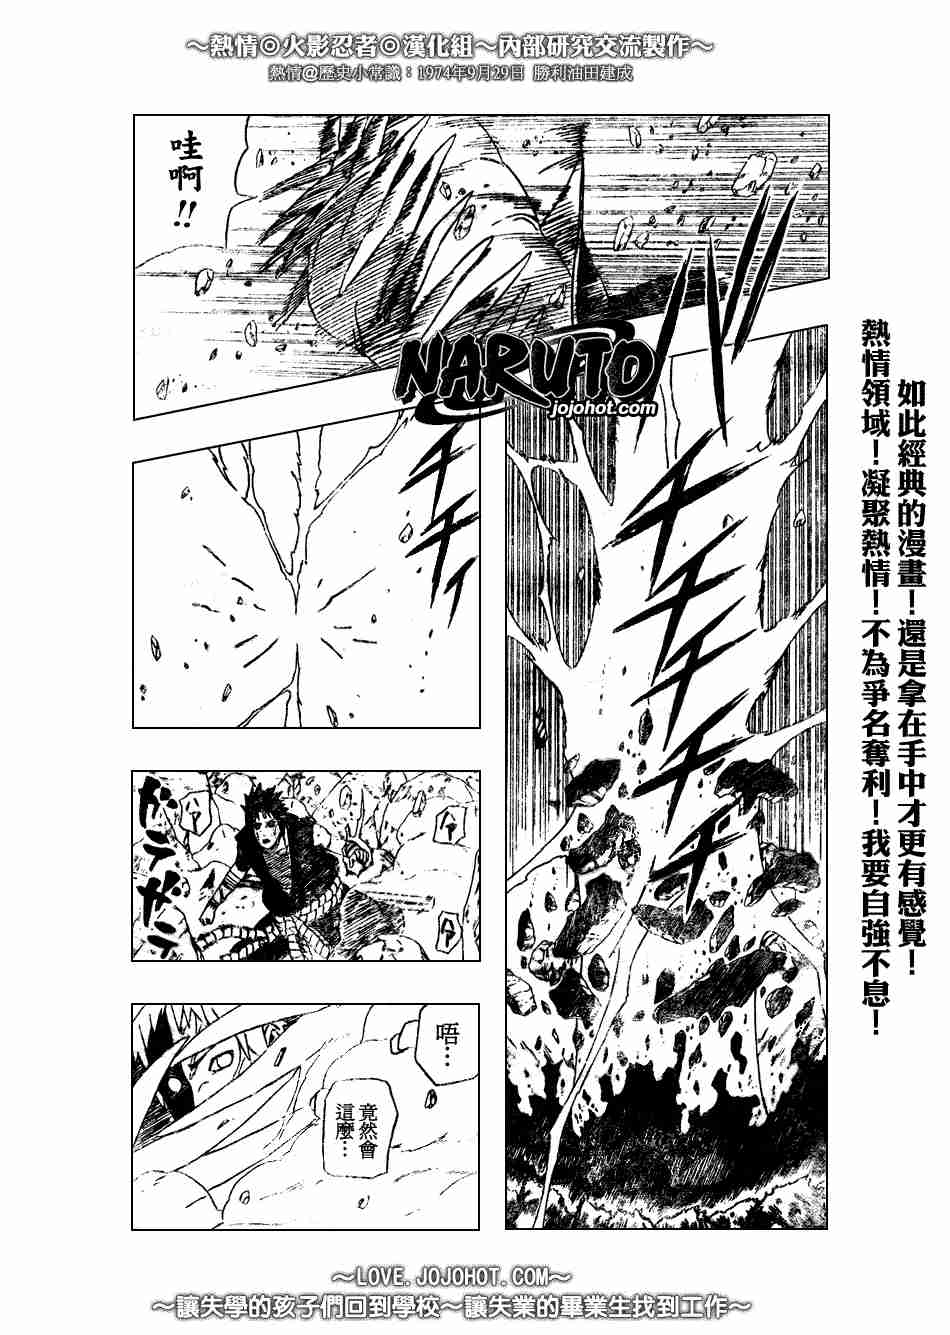 ～熱情◎火影忍者◎漢化組～內部研究交流製作～
熱情@歷史小常識：1974年9月29日 勝利油田建成
哇啊!!
NARUTO
jojohot.com
チチチチチ
チチチ
ガラ
ザラ
唔…
竟然會
這麼…
如此經典的漫畫！還是拿在手中才更有感覺！
熱情領域！凝聚熱情！不為爭名奪利！我要自強不息！
～LOVE.JOJOHOT.COM～
～讓失學的孩子們回到學校～讓失業的畢業生找到工作～